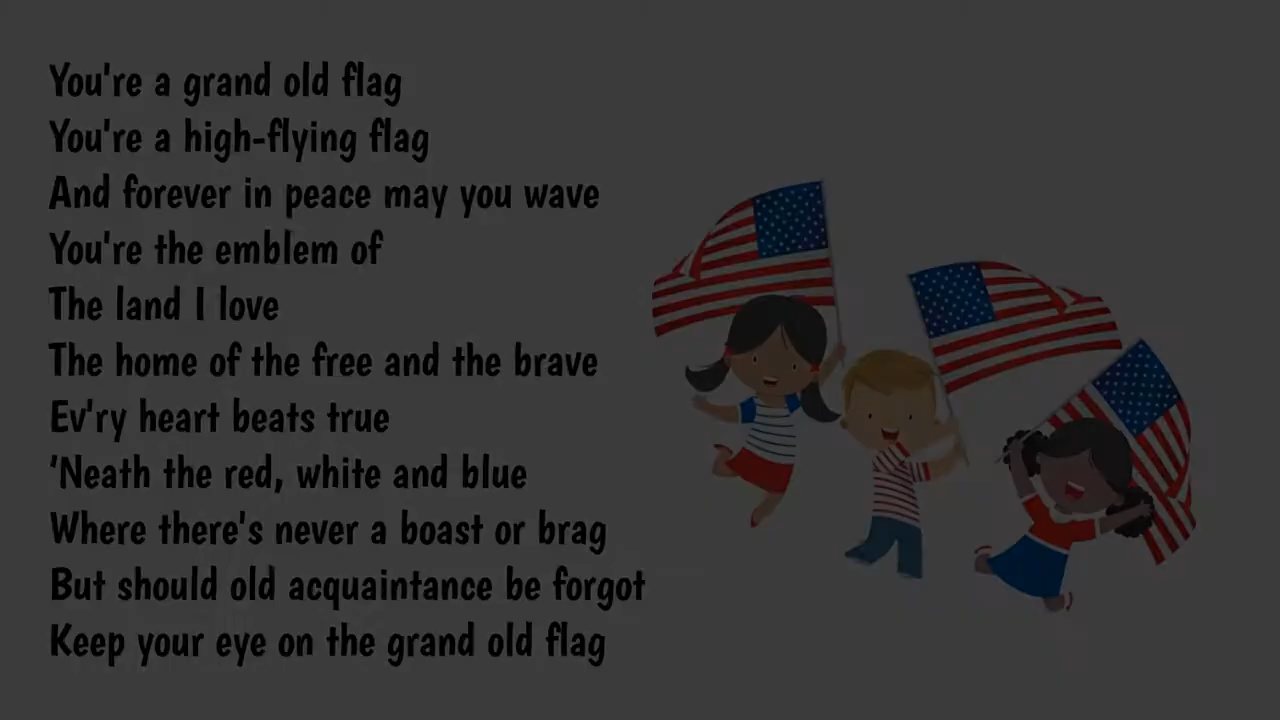 You're a grand old flag
You're a high-flying flag
And forever in peace may you wave
You're the emblem of
The land I love
The home of the free and the brave
Ev'ry heart beats true
'Neath the red, white and blue
Where there's never a boast or brag
But should old acquaintance be forgot
Keep your eye on the grand old flag